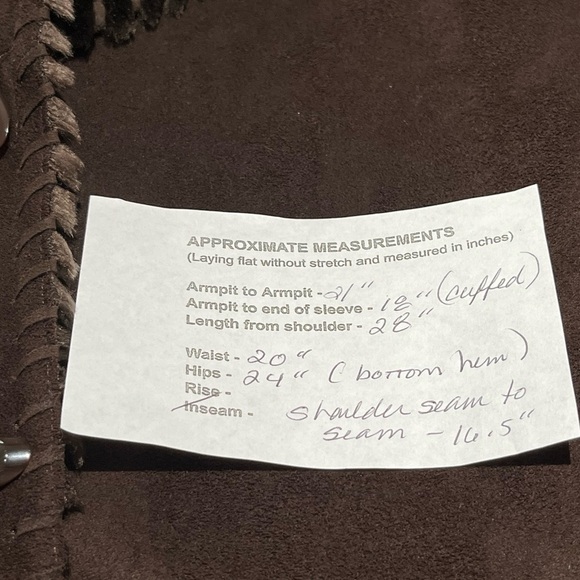 APPROXIMATE MEASUREMENTS
(Laying flat without stretch and measured in inches)
Armpit to Armpit - 21"
Armpit to end of sleeve - 18" (cuffed)
Length from shoulder - 28"
Waist - 20"
Hips - 24" (bottom hem)
Rise -
Inseam - shoulder seam to
seam - 16.5"